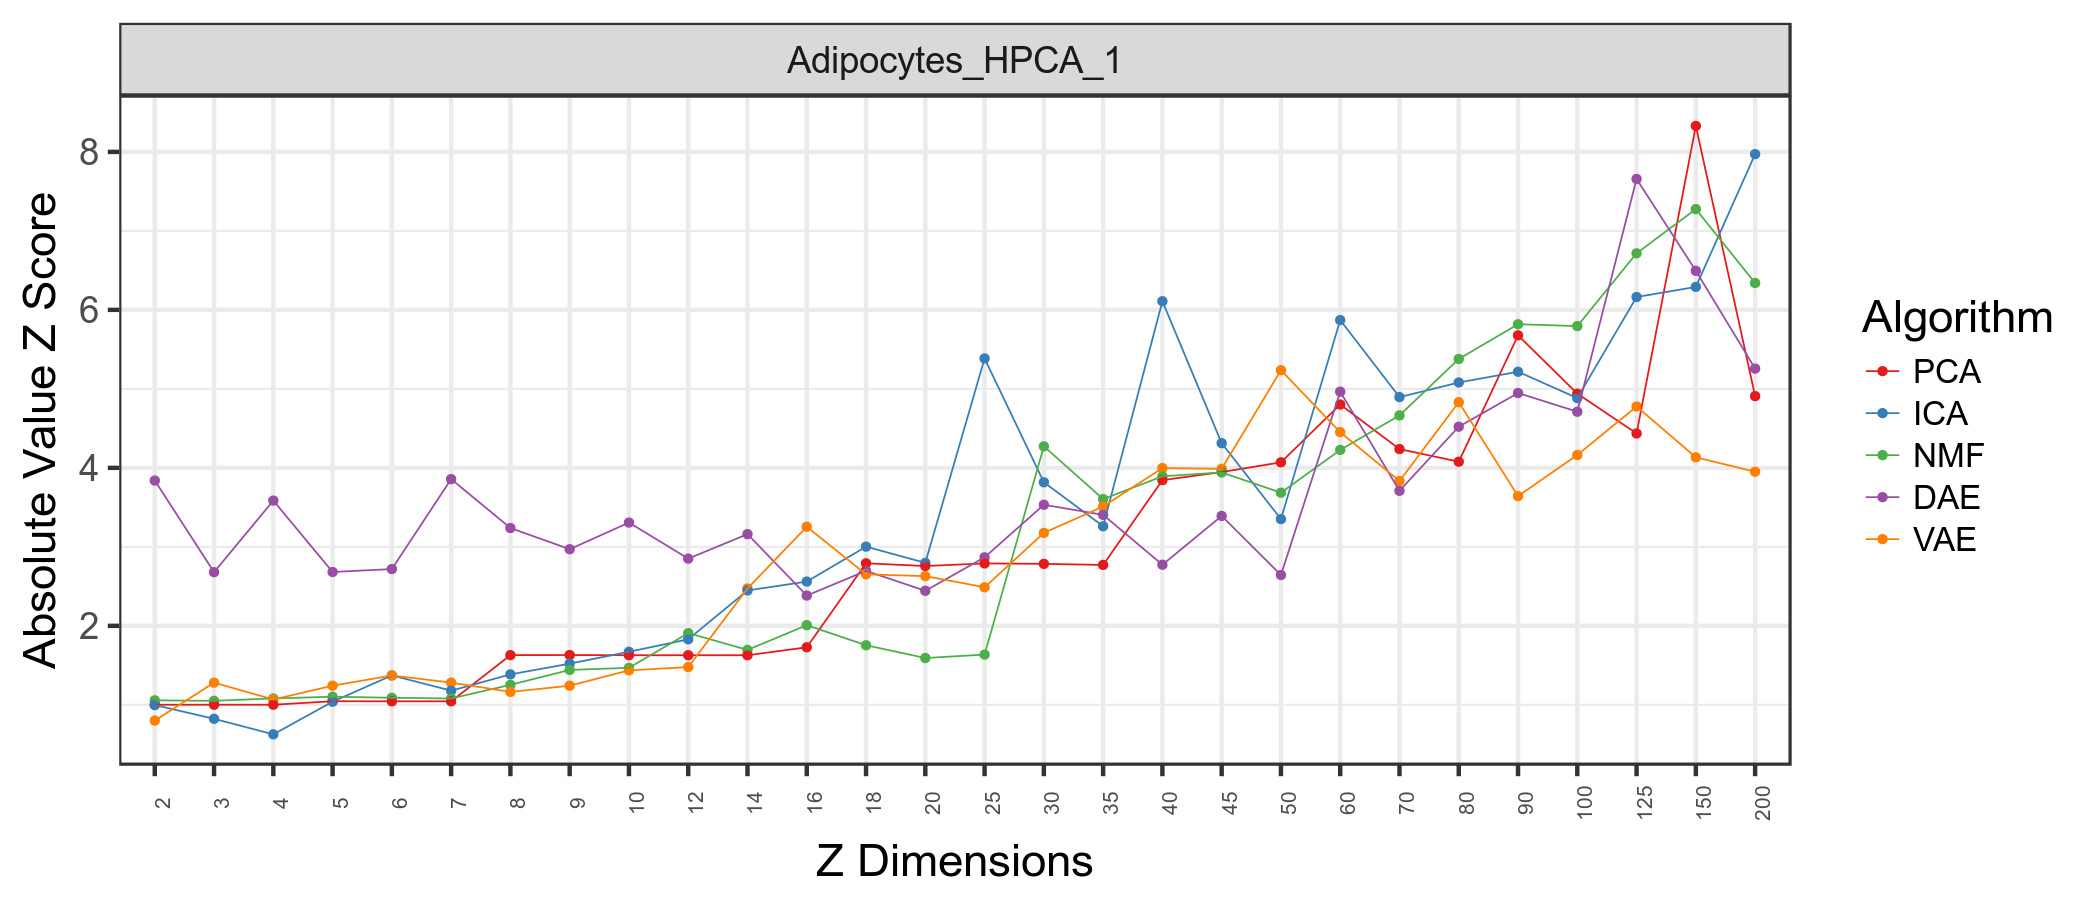 Adipocytes_HPCA_1
Absolute Value Z Score
8
6
4
2
2 3 4 5 6 7 8 9 10 12 14 16 18 20 25 30 35 40 45 50 60 70 80 90 100 125 150 200
Z Dimensions
Algorithm
PCA
ICA
NMF
DAE
VAE